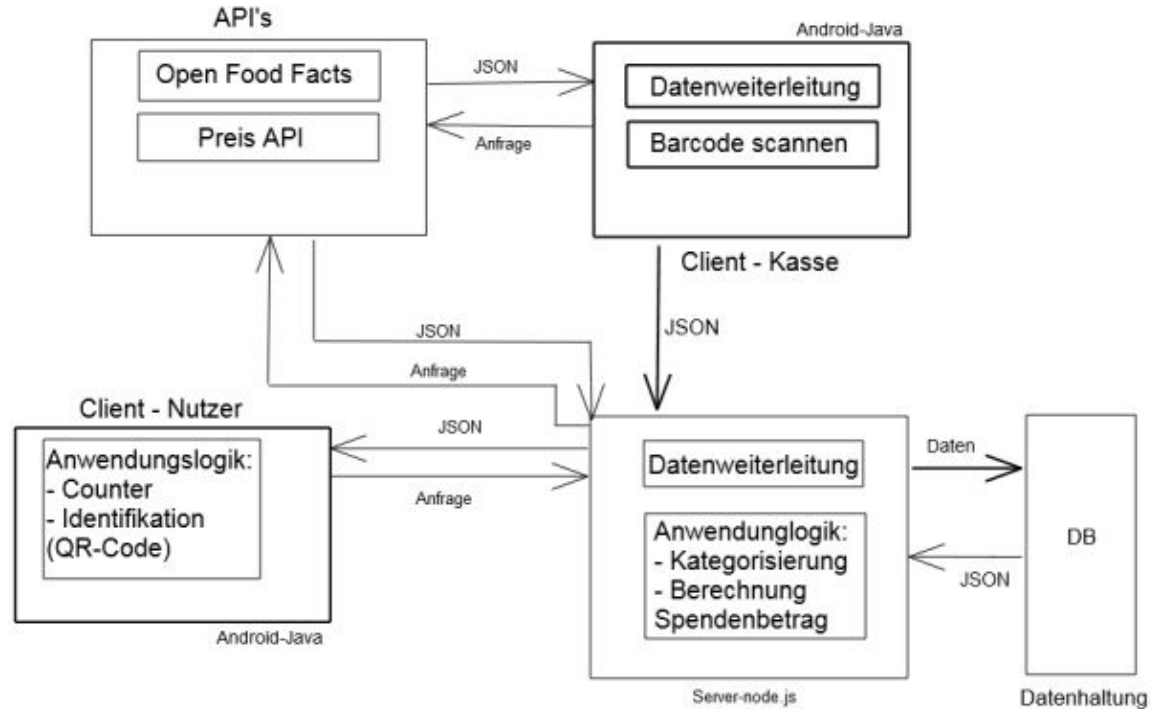 API's
Open Food Facts
Preis API
JSON
Anfrage
Android-Java
Datenweiterleitung
Barcode scannen
Client - Kasse
JSON
JSON
Anfrage
Client - Nutzer
Anwendungslogik:
- Counter
- Identifikation
(QR-Code)
Android-Java
JSON
Anfrage
Datenweiterleitung
Anwendunglogik:
- Kategorisierung
- Berechnung
Spendenbetrag
Server-node.js
Daten
JSON
DB
Datenhaltung